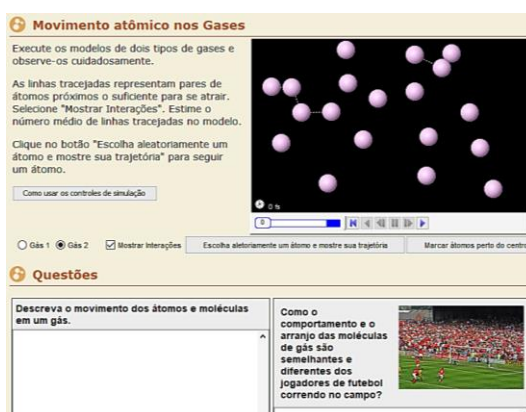 Movimento atômico nos Gases
Execute os modelos de dois tipos de gases e
observe-os cuidadosamente.
As linhas tracejadas representam pares de
átomos próximos o suficiente para se atrair.
Selecione "Mostrar Interações". Estime o
número médio de linhas tracejadas no modelo.
Clique no botão "Escolha aleatoriamente um
átomo e mostre sua trajetória" para seguir
um átomo.
Como usar os controles de simulação
0 fs
0
Gás 1 Gás 2 Mostrar Interações Escolha aletoriamente um átomo e mostre sua trajetória Marcar átomos perto do centro
Questões
Descreva o movimento dos átomos e moléculas
em um gás.
Como o
comportamento e o
arranjo das moléculas
de gás são
semelhantes e
diferentes dos
jogadores de futebol
correndo no campo?